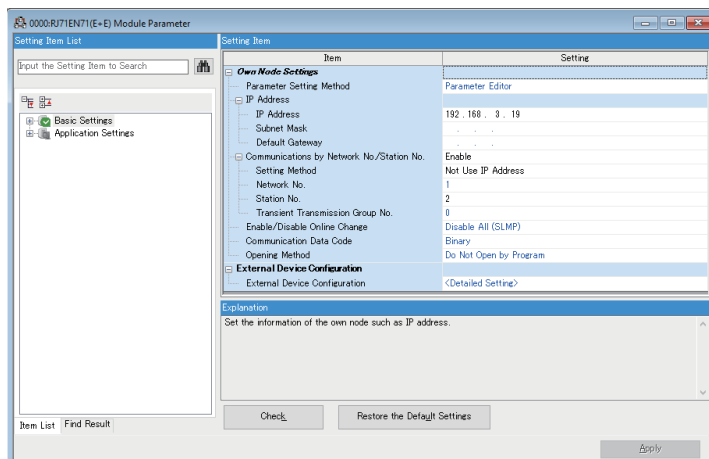 0000:RJ71EN71(E+E) Module Parameter
Setting Item List
Input the Setting Item to Search
Basic Settings
Application Settings
Item List
Find Result
Setting Item
Item Setting
Own Node Settings
Parameter Setting Method Parameter Editor
IP Address
IP Address 192 . 168 . 3 . 19
Subnet Mask . . .
Default Gateway . . .
Communications by Network No./Station No. Enable
Setting Method Not Use IP Address
Network No. 1
Station No. 2
Transient Transmission Group No. 0
Enable/Disable Online Change Disable All (SLMP)
Communication Data Code Binary
Opening Method Do Not Open by Program
External Device Configuration
External Device Configuration <Detailed Setting>
Explanation
Set the information of the own node such as IP address.
Check
Restore the Default Settings
Apply